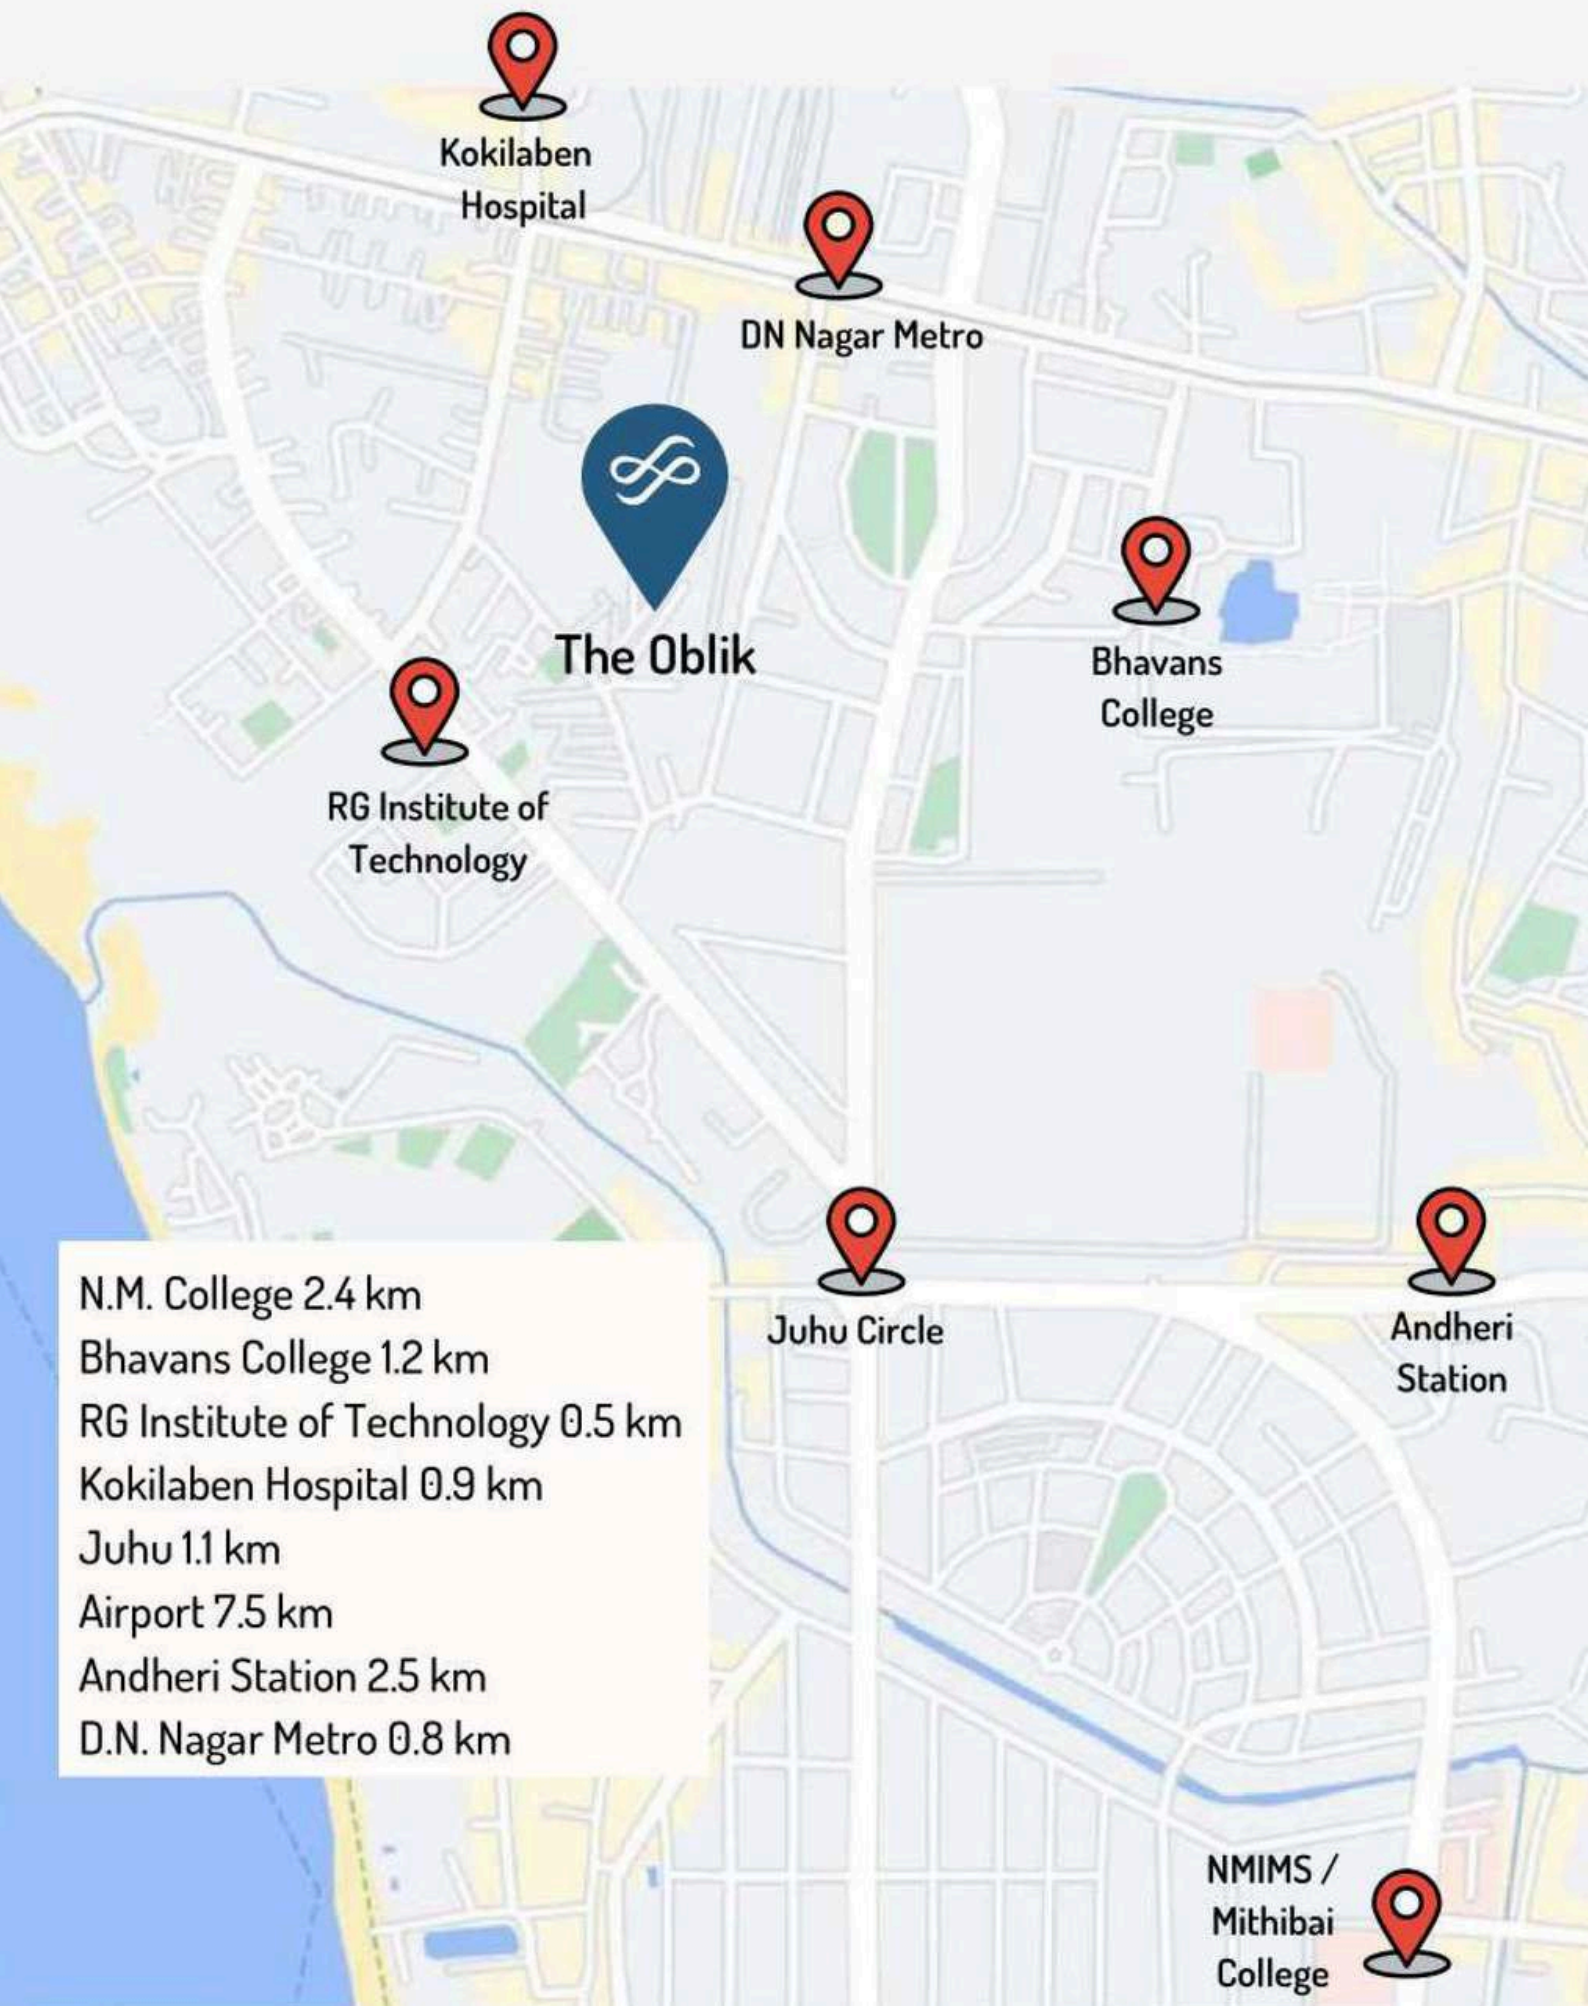 Kokilaben
Hospital
DN Nagar Metro
The Oblik
Bhavans
College
RG Institute of
Technology
Juhu Circle
Andheri
Station
N.M. College 2.4 km
Bhavans College 1.2 km
RG Institute of Technology 0.5 km
Kokilaben Hospital 0.9 km
Juhu 1.1 km
Airport 7.5 km
Andheri Station 2.5 km
D.N. Nagar Metro 0.8 km
NMIMS /
Mithibai
College